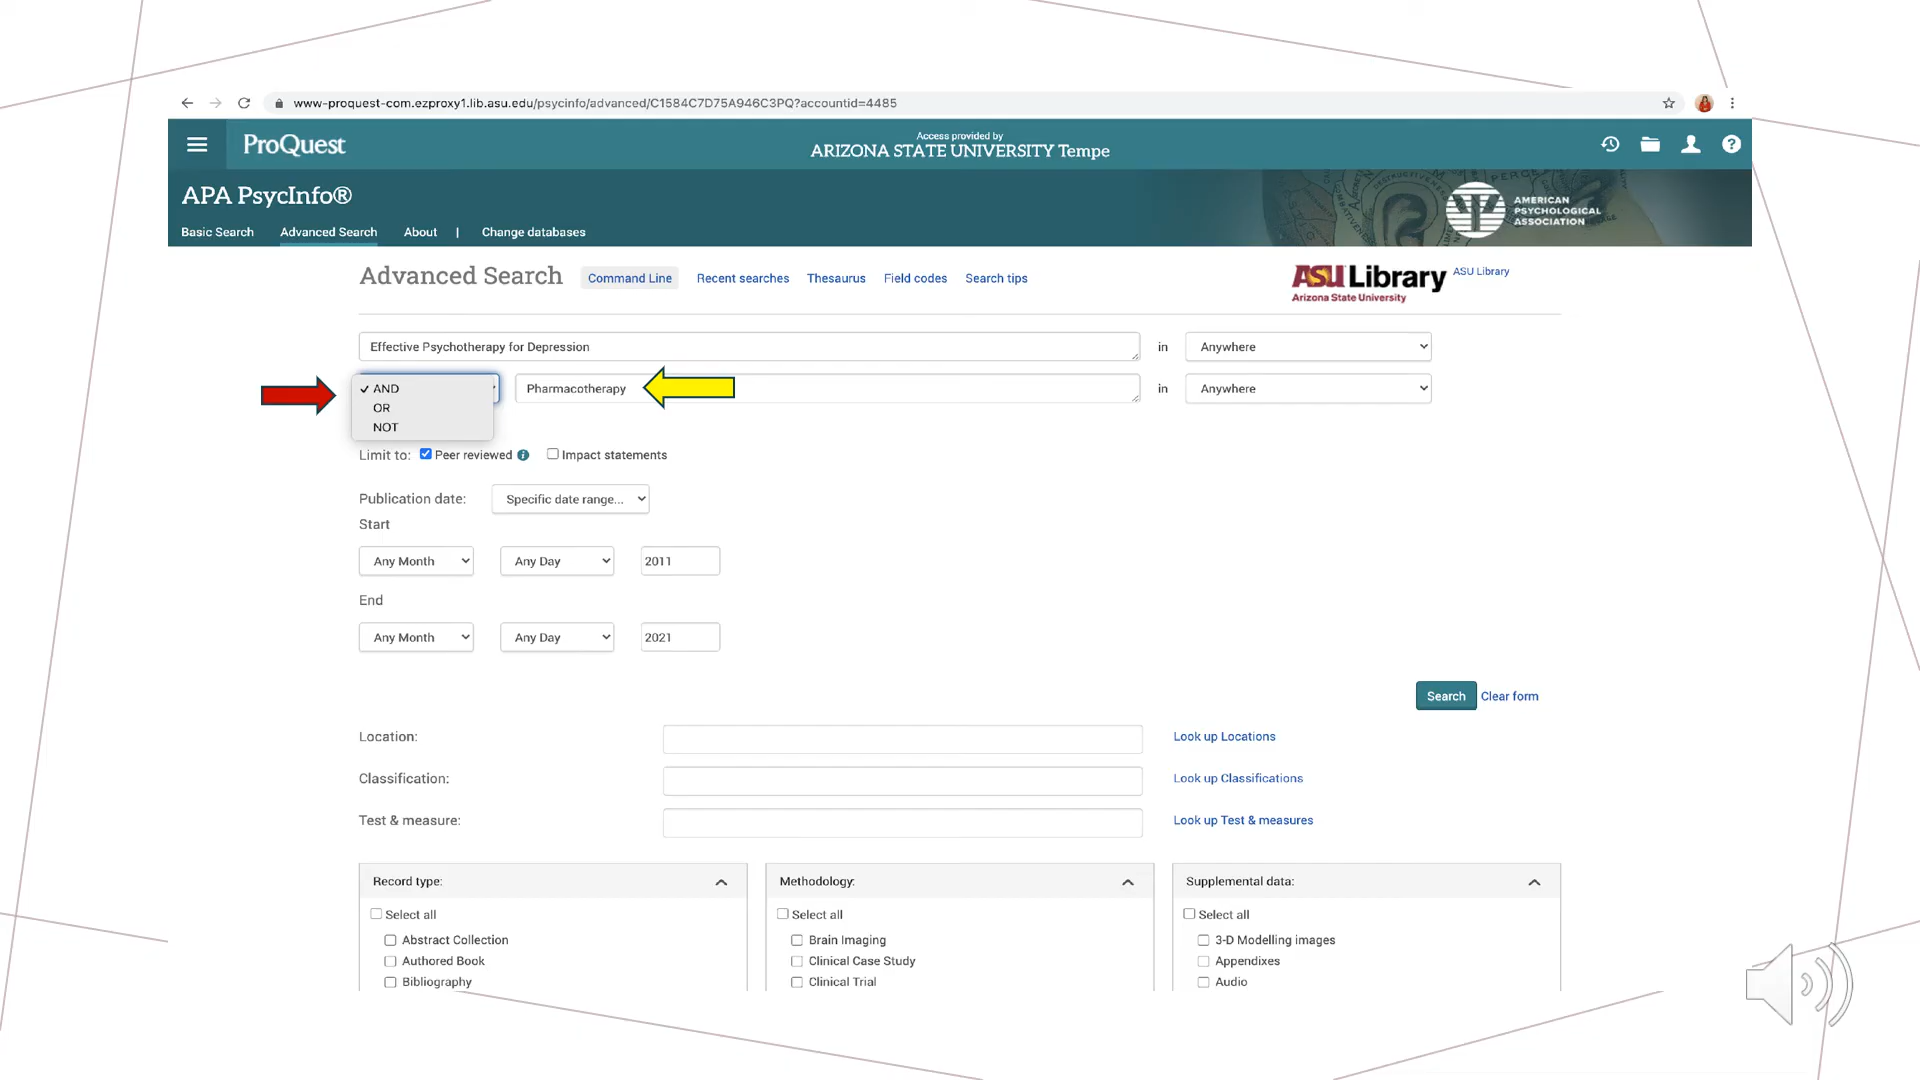 www-proquest-com.ezproxy1.lib.asu.edu/psycinfo/advanced/C1584C7D75A946C3PQ?accountid=4485
ProQuest
Access provided by
ARIZONA STATE UNIVERSITY Tempe
APA PsycInfo®
AMERICAN
PSYCHOLOGICAL
ASSOCIATION
Basic Search Advanced Search About | Change databases
Advanced Search Command Line Recent searches Thesaurus Field codes Search tips
ASU Library ASU Library
Arizona State University
Effective Psychotherapy for Depression in Anywhere
✓ AND Pharmacotherapy in Anywhere
OR
NOT
Limit to: Peer reviewed i Impact statements
Publication date: Specific date range...
Start
Any Month Any Day 2011
End
Any Month Any Day 2021
Search Clear form
Location: Look up Locations
Classification: Look up Classifications
Test & measure: Look up Test & measures
Record type: Methodology: Supplemental data:
Select all Select all Select all
Abstract Collection Brain Imaging 3-D Modelling images
Authored Book Clinical Case Study Appendixes
Bibliography Clinical Trial Audio